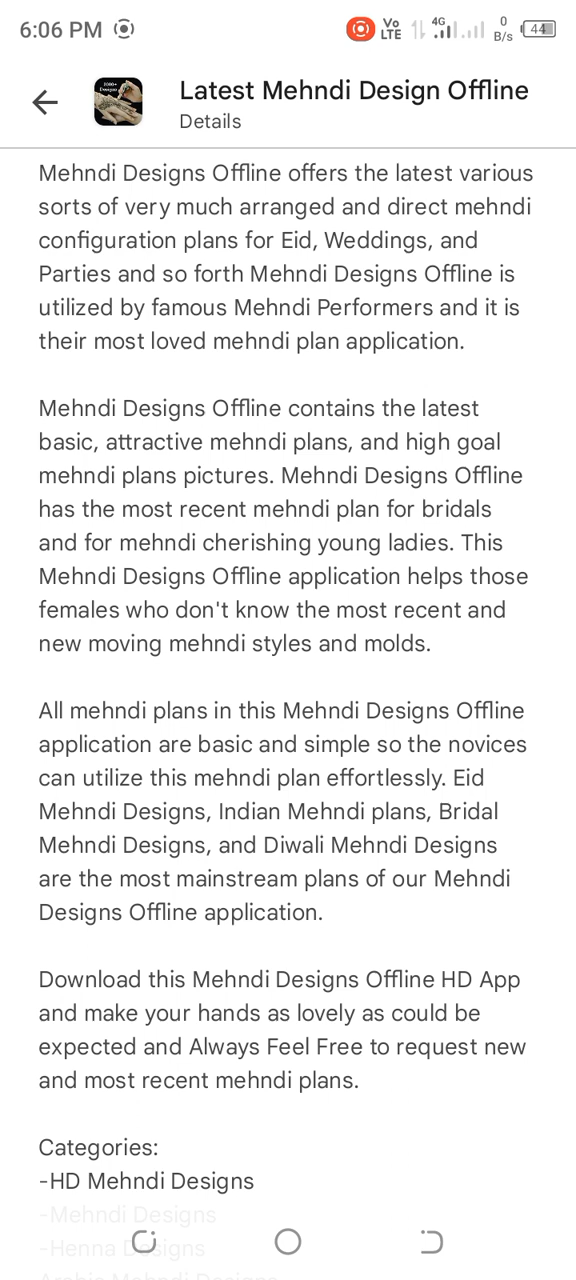 6:06 PM
Vo LTE 4G 0 B/s 44
Latest Mehndi Design Offline
Details
Mehndi Designs Offline offers the latest various
sorts of very much arranged and direct mehndi
configuration plans for Eid, Weddings, and
Parties and so forth Mehndi Designs Offline is
utilized by famous Mehndi Performers and it is
their most loved mehndi plan application.
Mehndi Designs Offline contains the latest
basic, attractive mehndi plans, and high goal
mehndi plans pictures. Mehndi Designs Offline
has the most recent mehndi plan for bridals
and for mehndi cherishing young ladies. This
Mehndi Designs Offline application helps those
females who don't know the most recent and
new moving mehndi styles and molds.
All mehndi plans in this Mehndi Designs Offline
application are basic and simple so the novices
can utilize this mehndi plan effortlessly. Eid
Mehndi Designs, Indian Mehndi plans, Bridal
Mehndi Designs, and Diwali Mehndi Designs
are the most mainstream plans of our Mehndi
Designs Offline application.
Download this Mehndi Designs Offline HD App
and make your hands as lovely as could be
expected and Always Feel Free to request new
and most recent mehndi plans.
Categories:
-HD Mehndi Designs
-Mehndi Designs
-Henna Designs